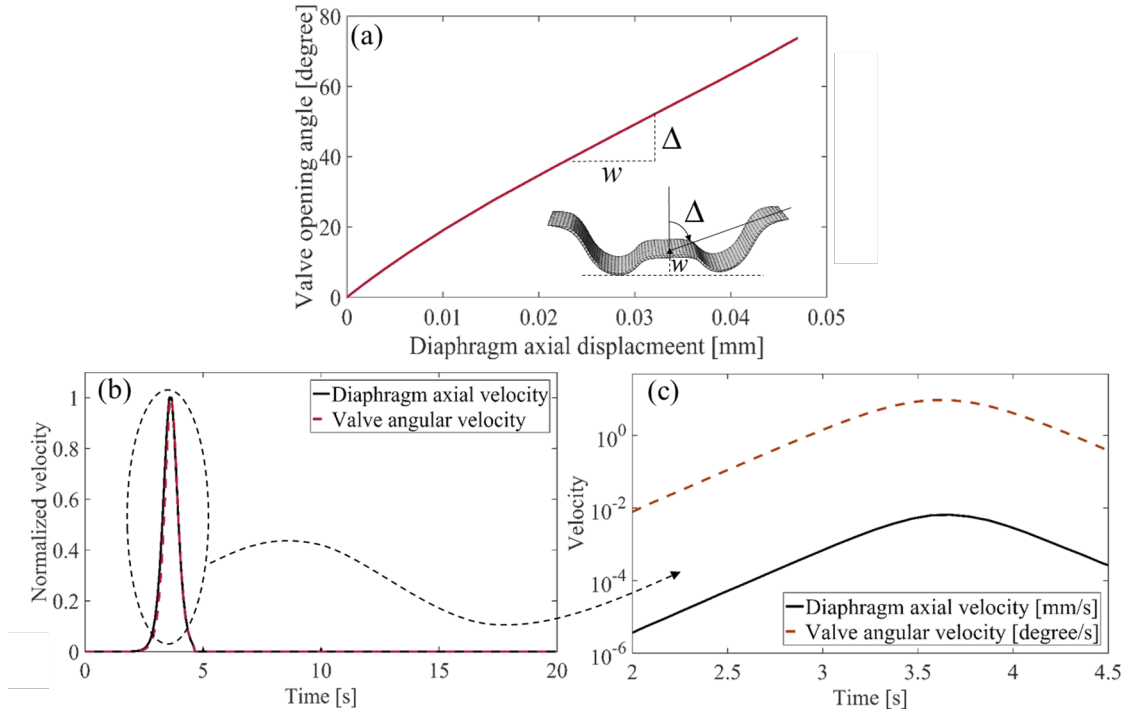 (a)
Valve opening angle [degree]
80
60
40
20
0
Δ
w
Δ
w
0 0.01 0.02 0.03 0.04 0.05
Diaphragm axial displacmeent [mm]
(b)
Normalized velocity
1
0.8
0.6
0.4
0.2
0
Diaphragm axial velocity
Valve angular velocity
0 5 10 15 20
Time [s]
(c)
Velocity
10^0
10^-2
10^-4
10^-6
Diaphragm axial velocity [mm/s]
Valve angular velocity [degree/s]
2 2.5 3 3.5 4 4.5
Time [s]